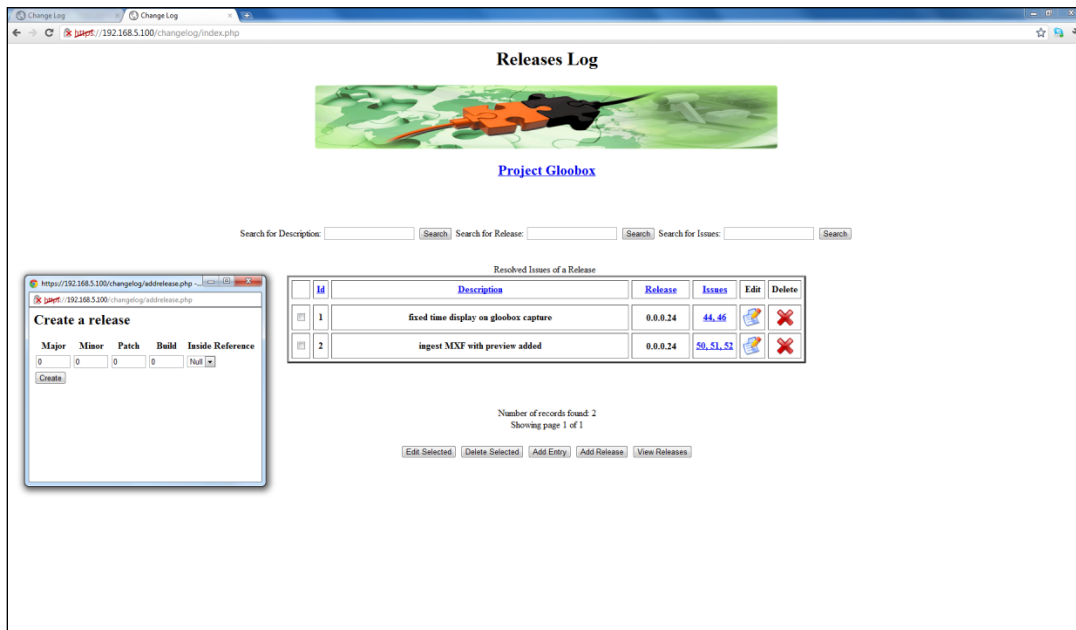 Change Log
Change Log
https://192.168.5.100/changelog/index.php
Releases Log
Project Gloobox
Search for Description: Search Search for Release: Search Search for Issues: Search
Resolved Issues of a Release
Id Description Release Issues Edit Delete
1 fixed time display on gloobox capture 0.0.0.24 44, 46
2 ingest MXF with preview added 0.0.0.24 50, 51, 52
Number of records found: 2
Showing page 1 of 1
Edit Selected Delete Selected Add Entry Add Release View Releases
https://192.168.5.100/changelog/addrelease.php -...
https://192.168.5.100/changelog/addrelease.php
Create a release
Major Minor Patch Build Inside Reference
0 0 0 0 Null
Create